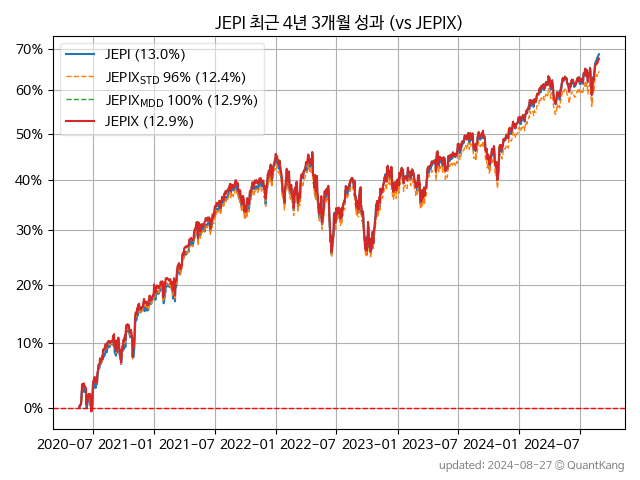 JEPI 최근 4년 3개월 성과 (vs JEPIX)
JEPI (13.0%)
JEPIXSTD 96% (12.4%)
JEPIXMDD 100% (12.9%)
JEPIX (12.9%)
70%
60%
50%
40%
30%
20%
10%
0%
2020-07 2021-01 2021-07 2022-01 2022-07 2023-01 2023-07 2024-01 2024-07
updated: 2024-08-27 © QuantKang